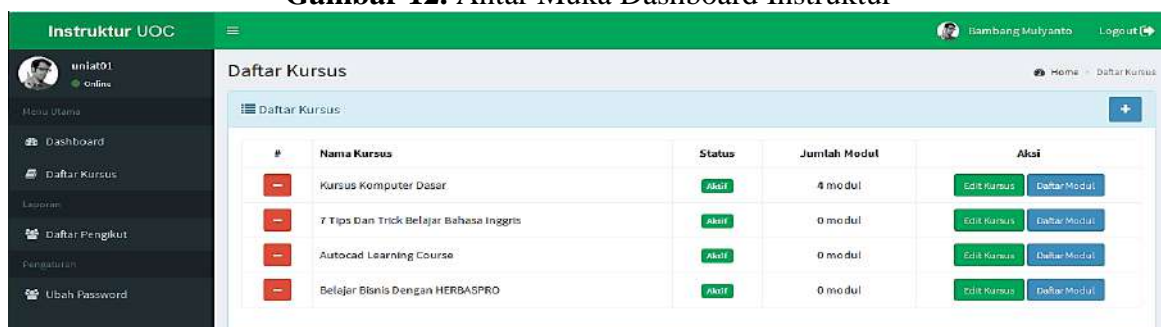 Gambar 12. Antar Muka Dashboard Instruktur
Instruktur UOC
Bambang Mulyanto Logout
uniat01
Online
Daftar Kursus
Home Daftar Kursus
Menu Utama
Daftar Kursus
+
Dashboard
Daftar Kursus
Laporan
Daftar Pengikut
Pengaturan
Ubah Password
# Nama Kursus Status Jumlah Modul Aksi
Kursus Komputer Dasar Aktif 4 modul Edit Kursus Daftar Modul
7 Tips Dan Trick Belajar Bahasa Inggris Aktif 0 modul Edit Kursus Daftar Modul
Autocad Learning Course Aktif 0 modul Edit Kursus Daftar Modul
Belajar Bisnis Dengan HERBASPRO Aktif 0 modul Edit Kursus Daftar Modul